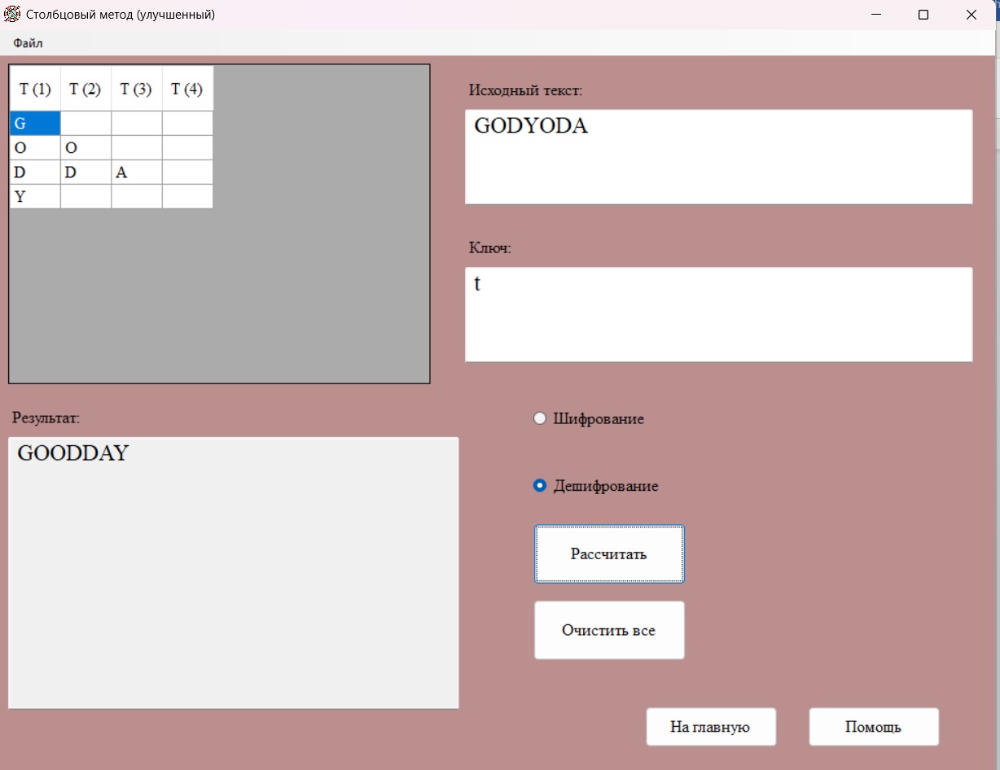 Столбцовый метод (улучшенный)
Файл
T (1) T (2) T (3) T (4)
G
O O
D D A
Y
Исходный текст:
GODYODA
Ключ:
t
Результат:
GOODDAY
Шифрование
Дешифрование
Рассчитать
Очистить все
На главную Помощь